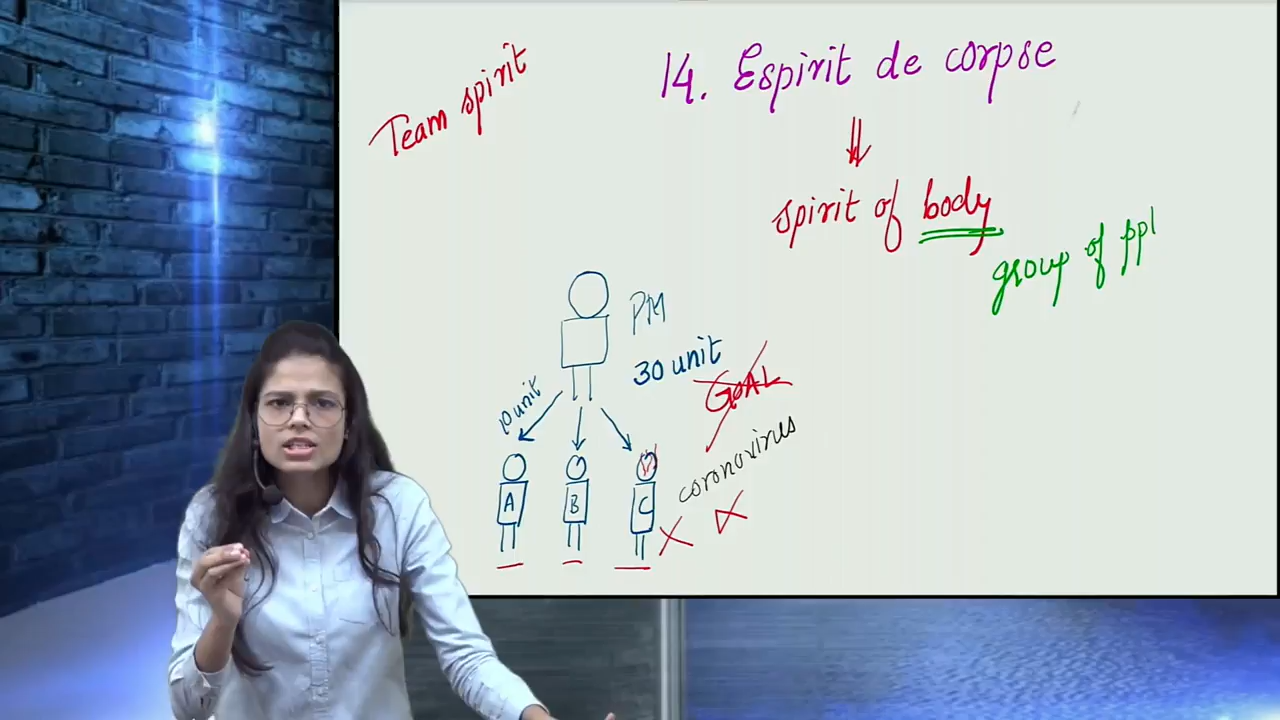 Team spirit
14. Espirit de corpse
spirit of body
group of ppl
PM
30 unit
GOAL
10 unit
coronavirus
A
B
C